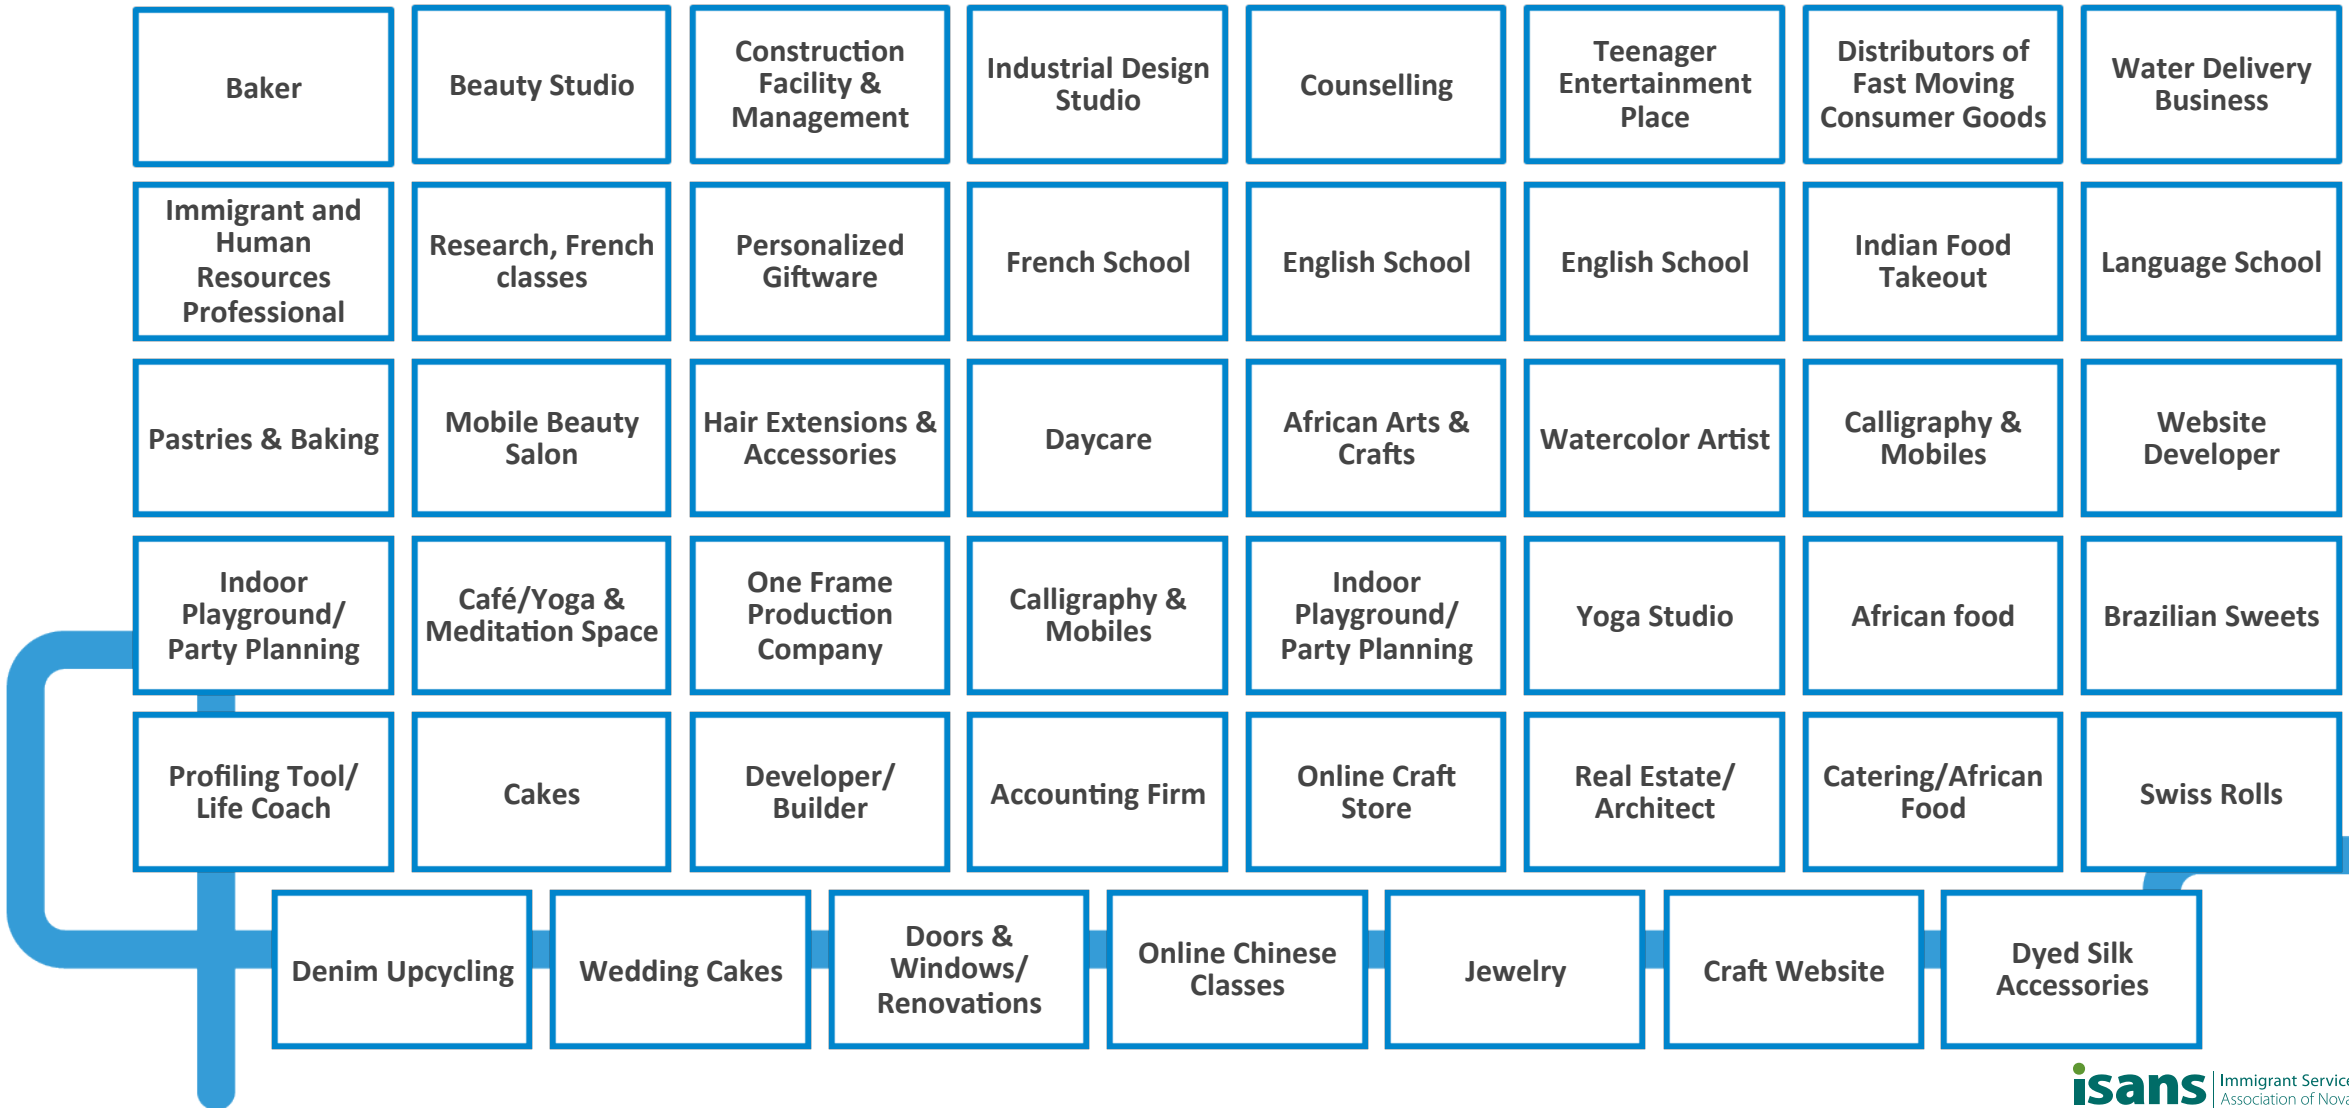 Baker
Beauty Studio
Construction
Facility &
Management
Industrial Design
Studio
Counselling
Teenager
Entertainment
Place
Distributors of
Fast Moving
Consumer Goods
Water Delivery
Business
Immigrant and
Human
Resources
Professional
Research, French
classes
Personalized
Giftware
French School
English School
English School
Indian Food
Takeout
Language School
Pastries & Baking
Mobile Beauty
Salon
Hair Extensions &
Accessories
Daycare
African Arts &
Crafts
Watercolor Artist
Calligraphy &
Mobiles
Website
Developer
Indoor
Playground/
Party Planning
Café/Yoga &
Meditation Space
One Frame
Production
Company
Calligraphy &
Mobiles
Indoor
Playground/
Party Planning
Yoga Studio
African food
Brazilian Sweets
Profiling Tool/
Life Coach
Cakes
Developer/
Builder
Accounting Firm
Online Craft
Store
Real Estate/
Architect
Catering/African
Food
Swiss Rolls
Denim Upcycling
Wedding Cakes
Doors &
Windows/
Renovations
Online Chinese
Classes
Jewelry
Craft Website
Dyed Silk
Accessories
isans
Immigrant Service
Association of Nova